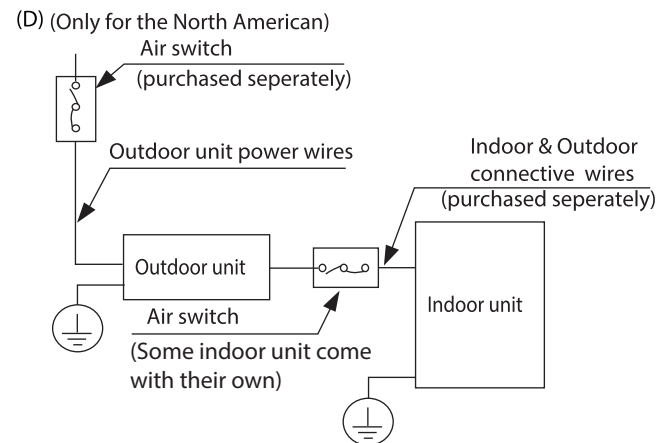 (D) (Only for the North American)
Air switch
(purchased seperately)
Outdoor unit power wires
Indoor & Outdoor
connective wires
(purchased seperately)
Outdoor unit
Indoor unit
Air switch
(Some indoor unit come
with their own)